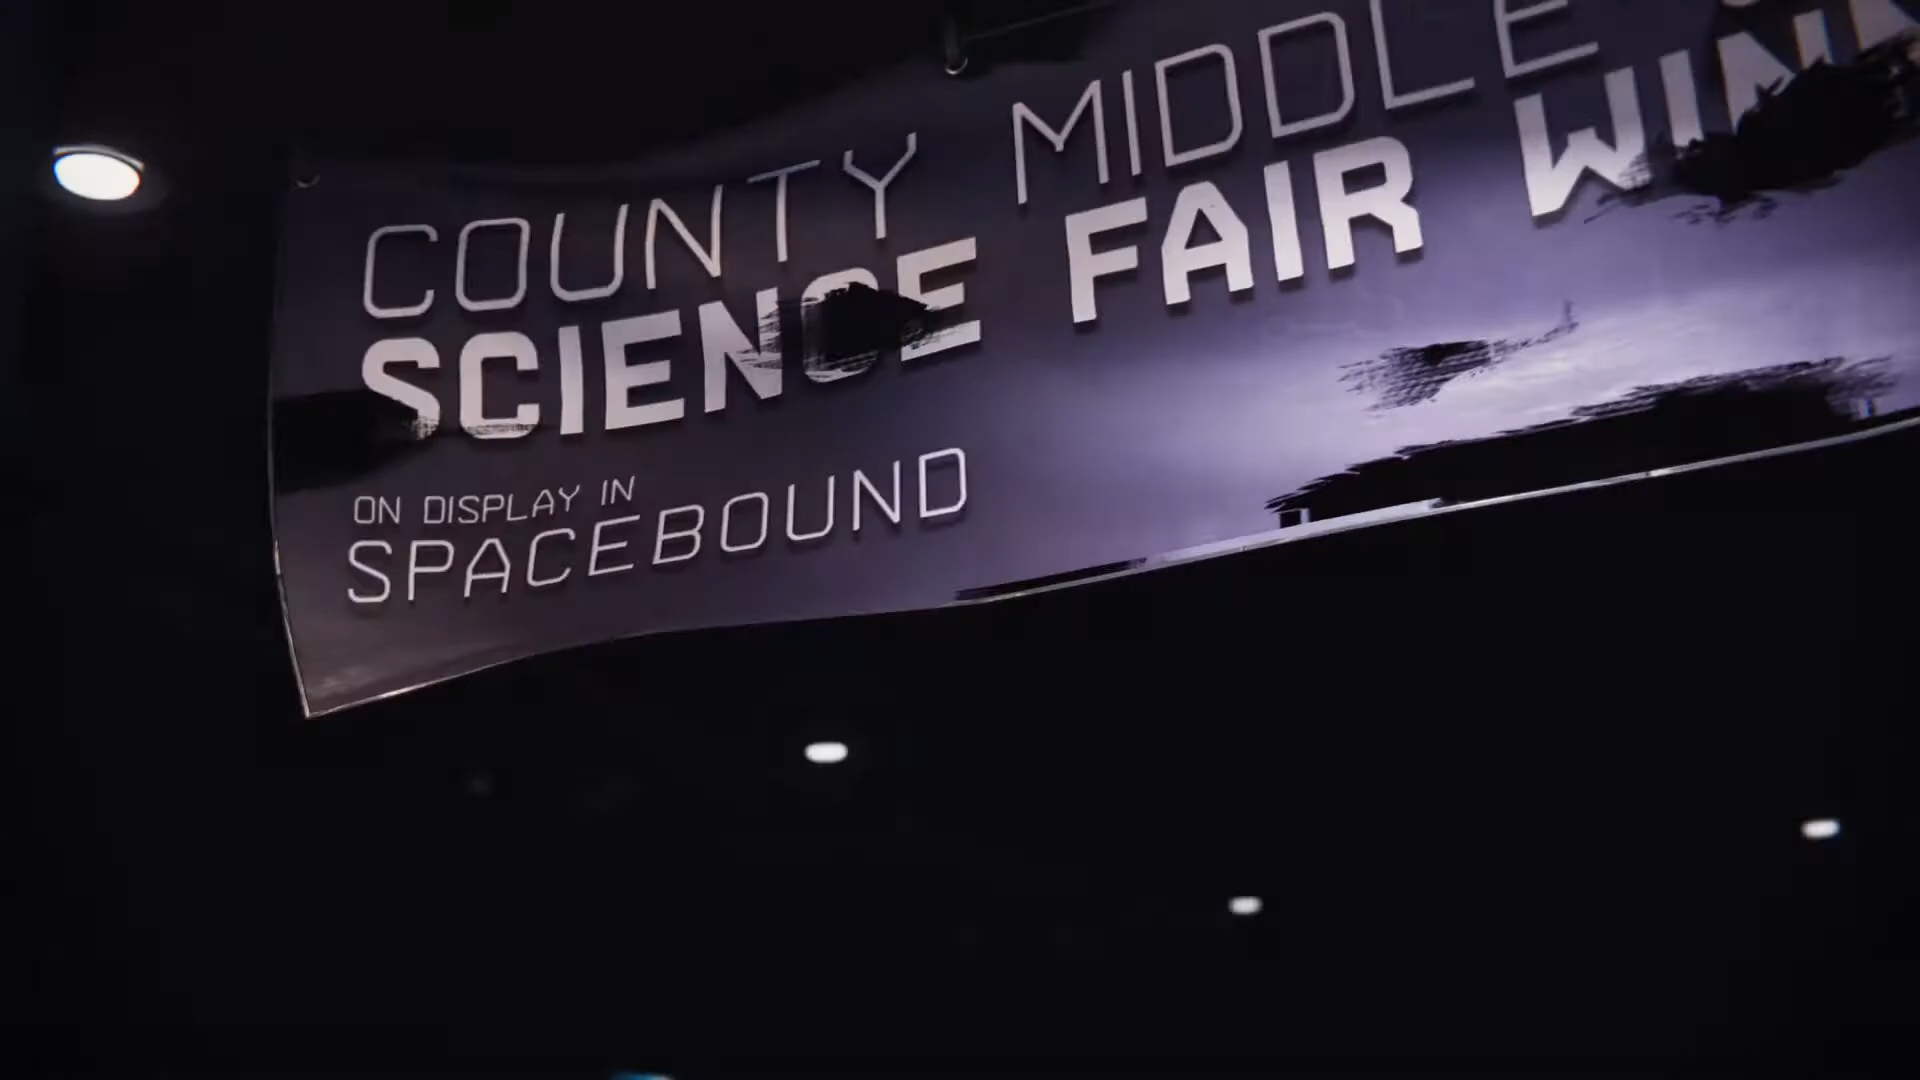 COUNTY MIDDLE
SCIENCE FAIR
ON DISPLAY IN
SPACEBOUND